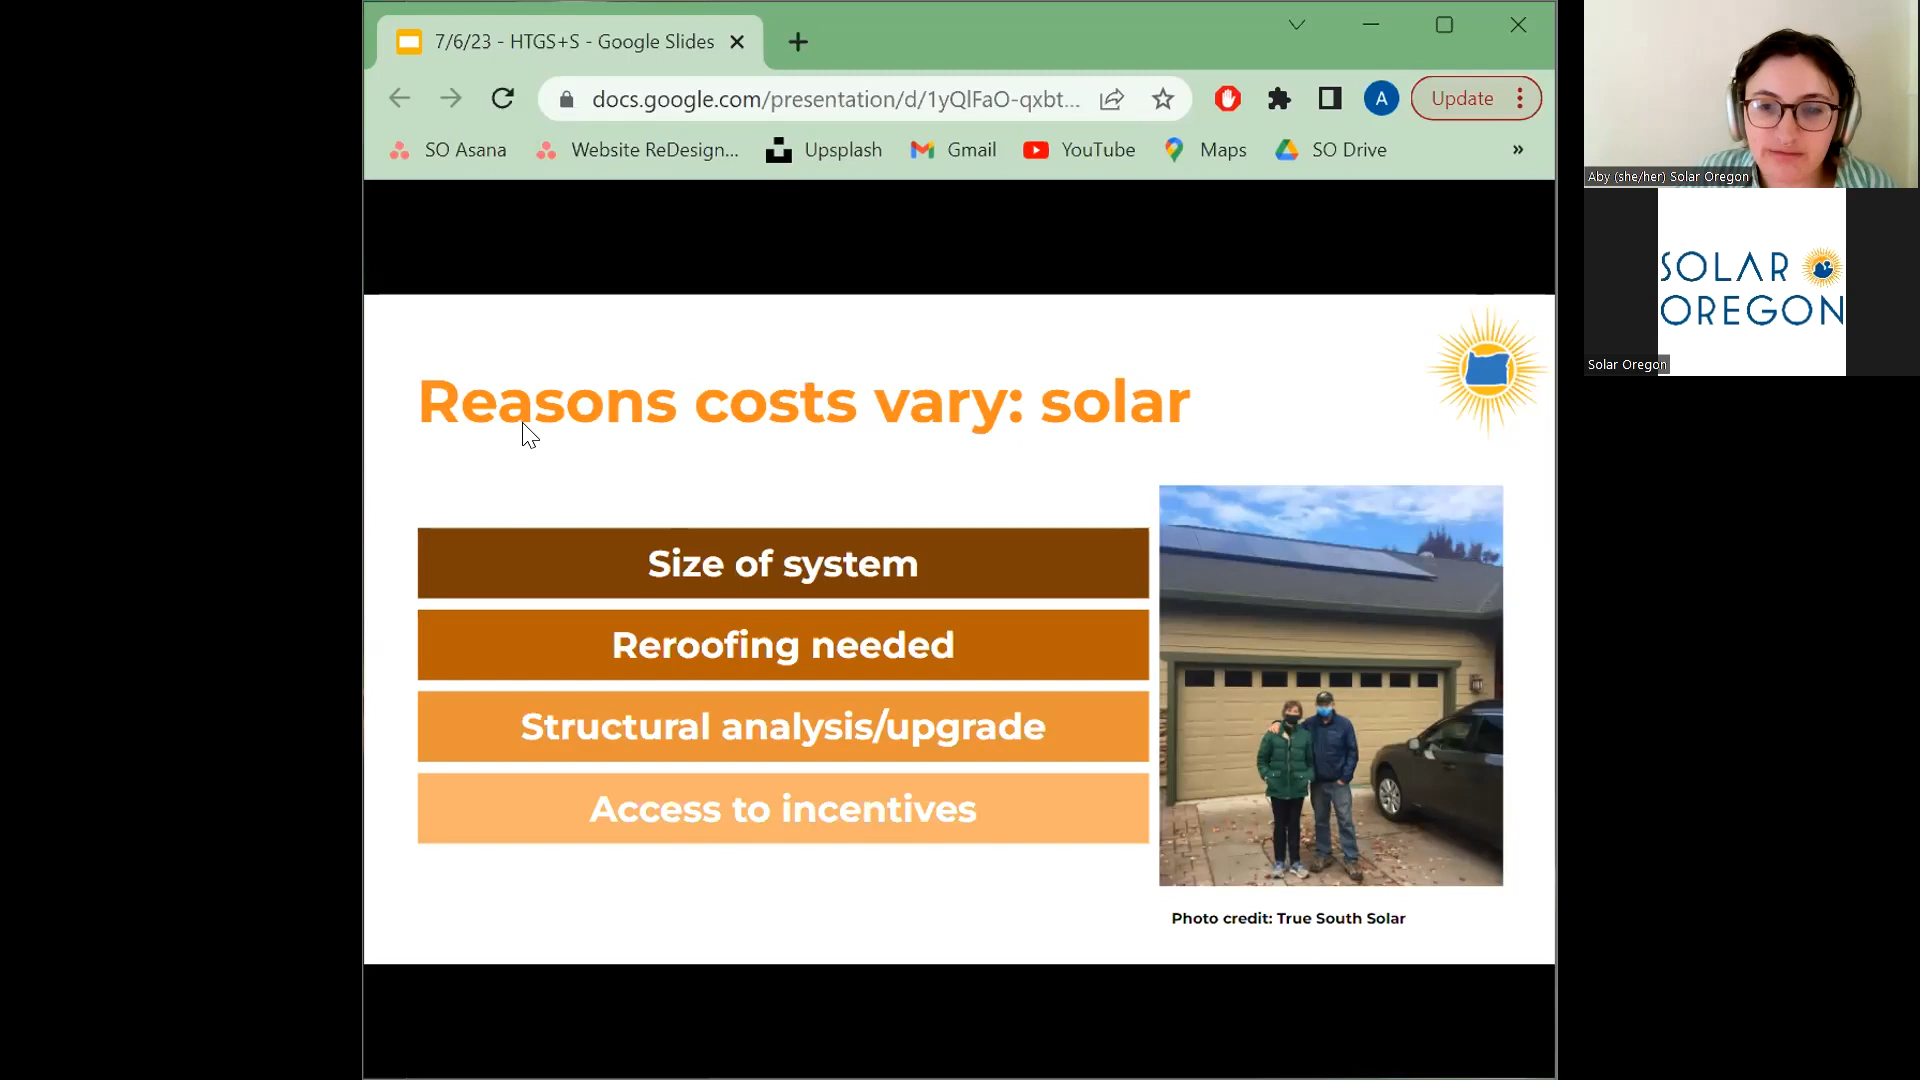 7/6/23 - HTGS+S - Google Slides
docs.google.com/presentation/d/1yQlFaO-qxbt...
A
Update
SO Asana
Website ReDesign...
Upsplash
Gmail
YouTube
Maps
SO Drive
»
Aby (she/her) Solar Oregon
SOLAR
OREGON
Solar Oregon
Reasons costs vary: solar
Size of system
Reroofing needed
Structural analysis/upgrade
Access to incentives
Photo credit: True South Solar